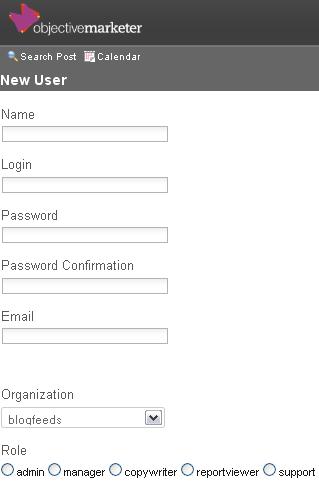 objectivemarketer
Search Post Calendar
New User
Name
Login
Password
Password Confirmation
Email
Organization
blogfeeds
Role
admin manager copywriter reportviewer support